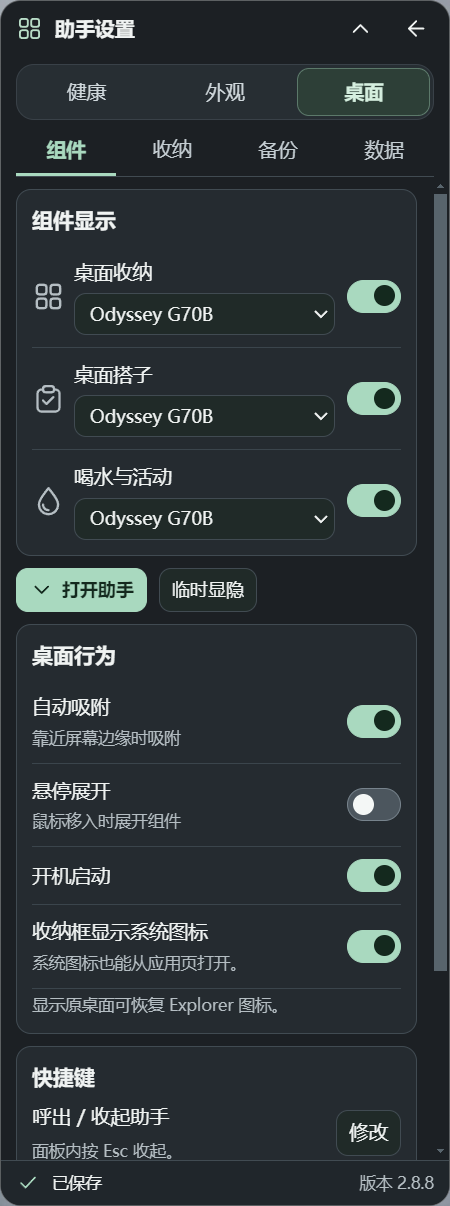 助手设置
健康 外观 桌面
组件 收纳 备份 数据
组件显示
桌面收纳
Odyssey G70B
桌面搭子
Odyssey G70B
喝水与活动
Odyssey G70B
打开助手 临时显隐
桌面行为
自动吸附
靠近屏幕边缘时吸附
悬停展开
鼠标移入时展开组件
开机启动
收纳框显示系统图标
系统图标也能从应用页打开。
显示原桌面可恢复 Explorer 图标。
快捷键
呼出 / 收起助手
修改
面板内按 Esc 收起。
已保存 版本 2.8.8